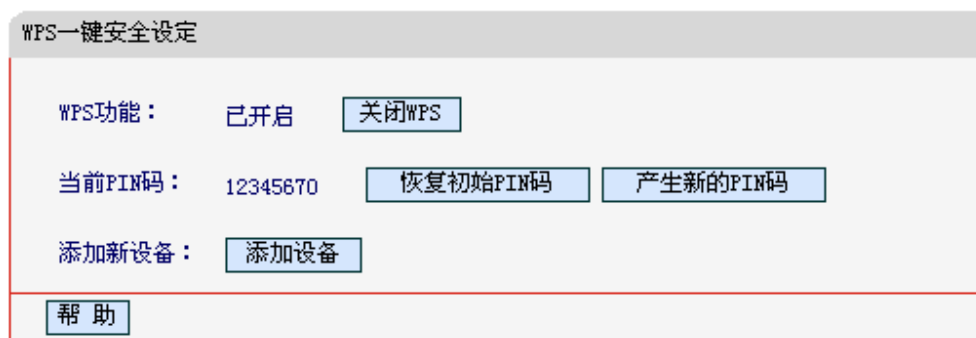 WPS一键安全设定
WPS功能： 已开启 关闭WPS
当前PIN码： 12345670 恢复初始PIN码 产生新的PIN码
添加新设备： 添加设备
帮 助